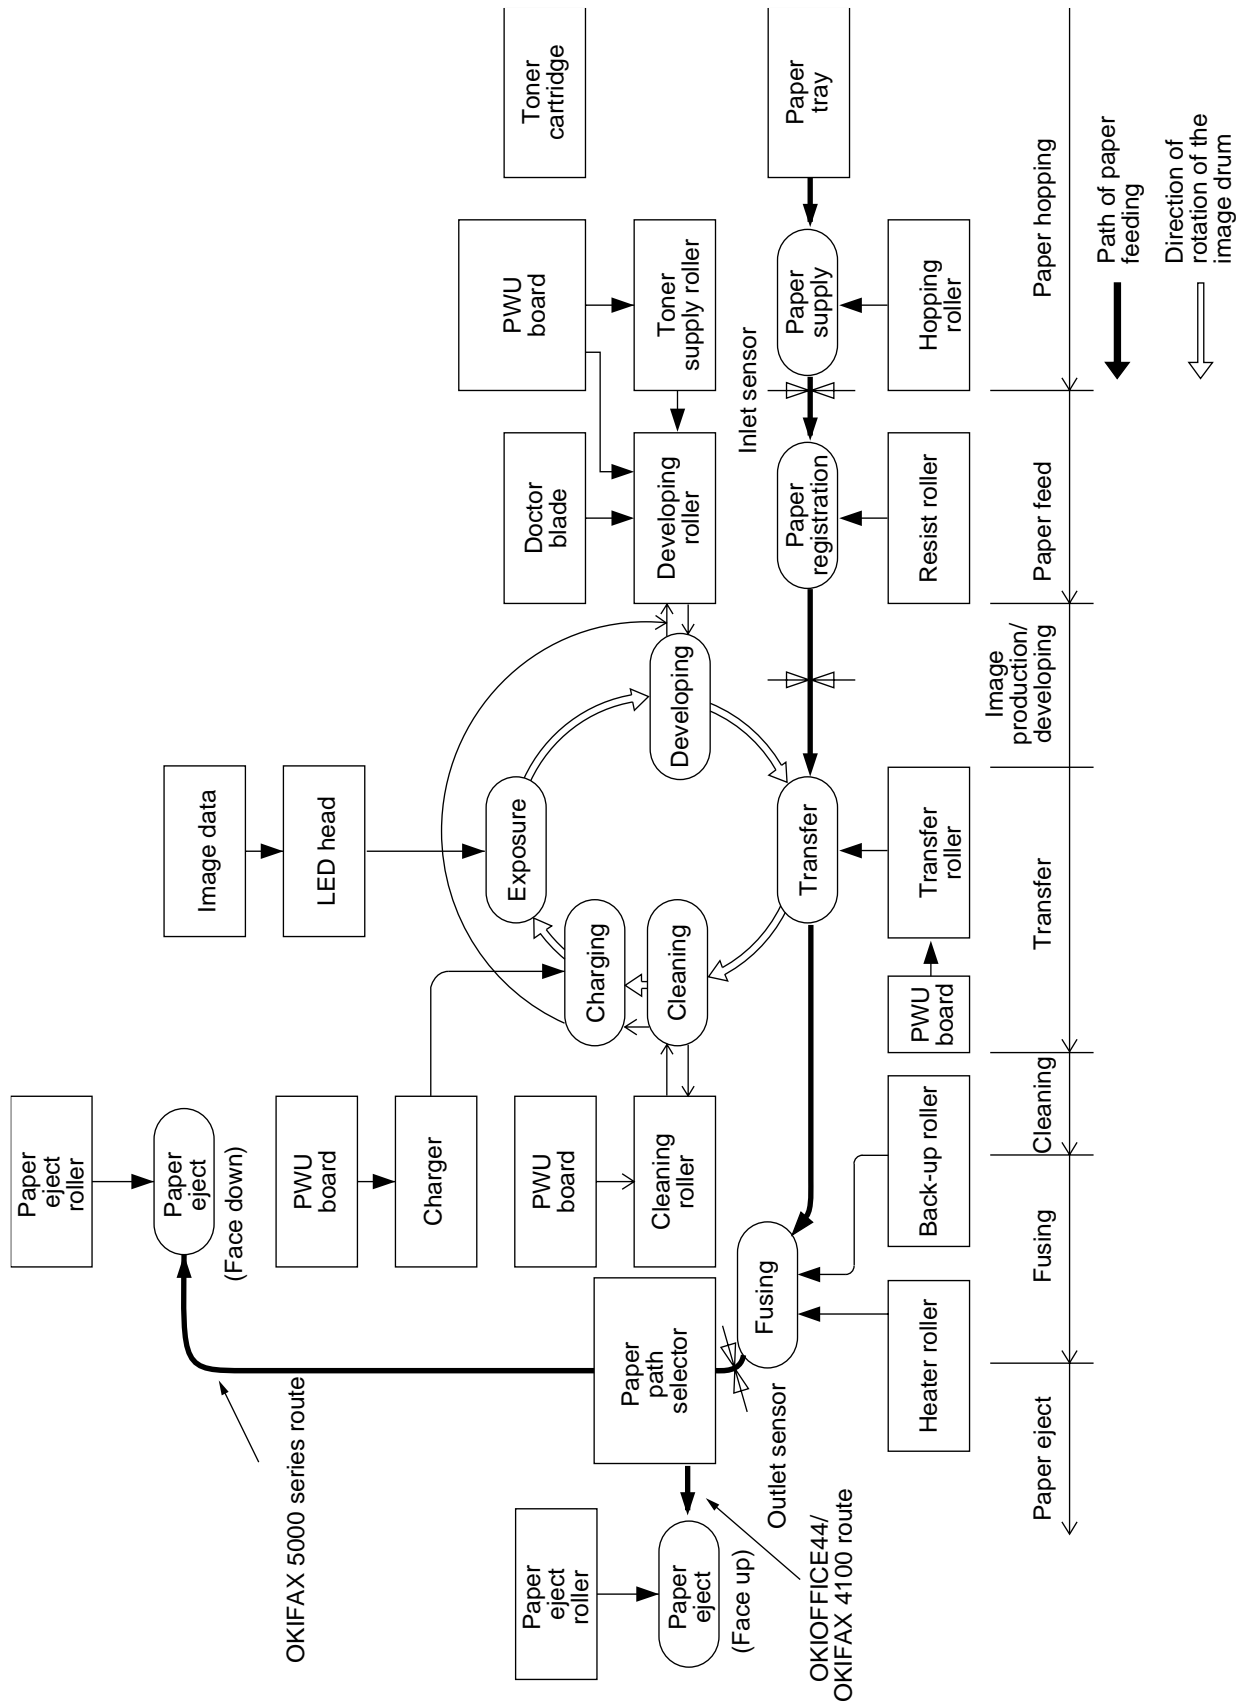 Paper
eject
roller
Paper
eject
(Face down)
OKIFAX 5000 series route
Image data
LED head
PWU
board
Charger
PWU
board
Cleaning
roller
Charging
Cleaning
Exposure
Developing
Transfer
Toner
cartridge
PWU
board
Toner
supply roller
Doctor
blade
Developing
roller
Inlet sensor
Paper
tray
Paper
supply
Paper
registration
Hopping
roller
Resist roller
Transfer
roller
PWU
board
Back-up roller
Heater roller
Fusing
Paper
path
selector
Outlet sensor
Paper
eject
roller
Paper
eject
(Face up)
OKIOFFICE44/
OKIFAX 4100 route
Paper eject
Fusing
Cleaning
Transfer
Image
production/
developing
Paper feed
Paper hopping
Path of paper
feeding
Direction of
rotation of the
image drum